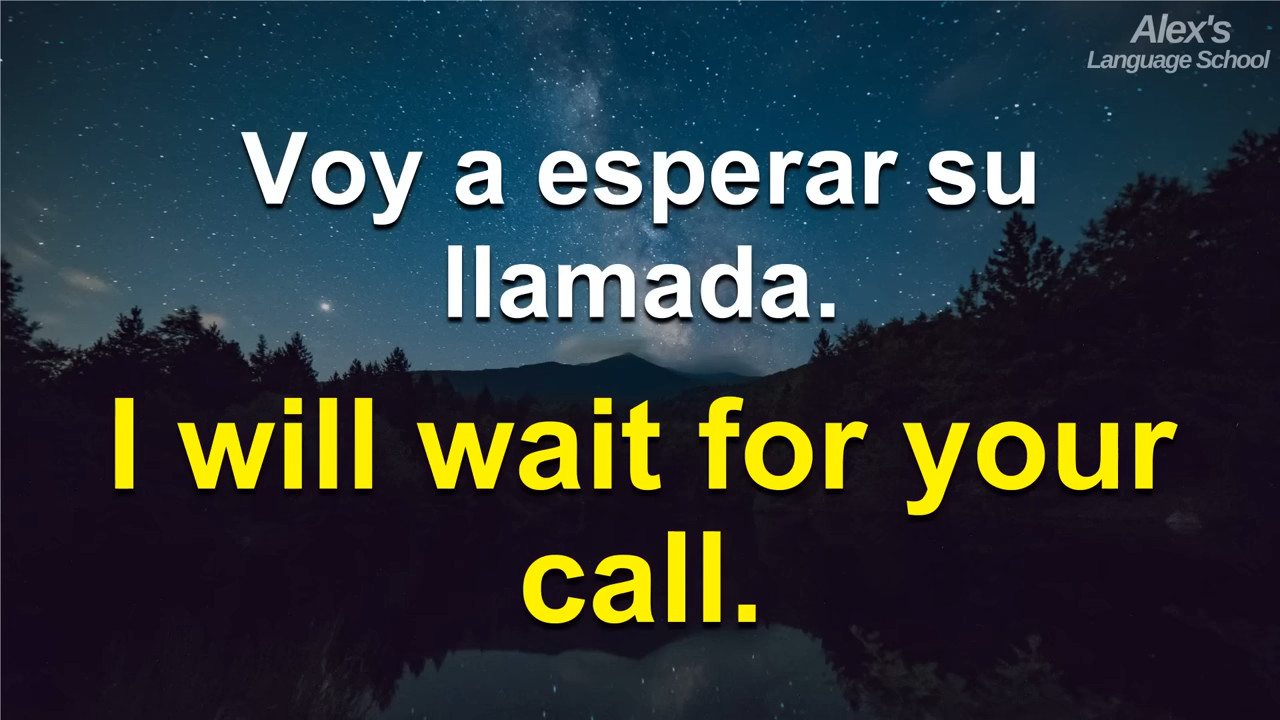 Alex's
Language School
Voy a esperar su
llamada.
I will wait for your
call.